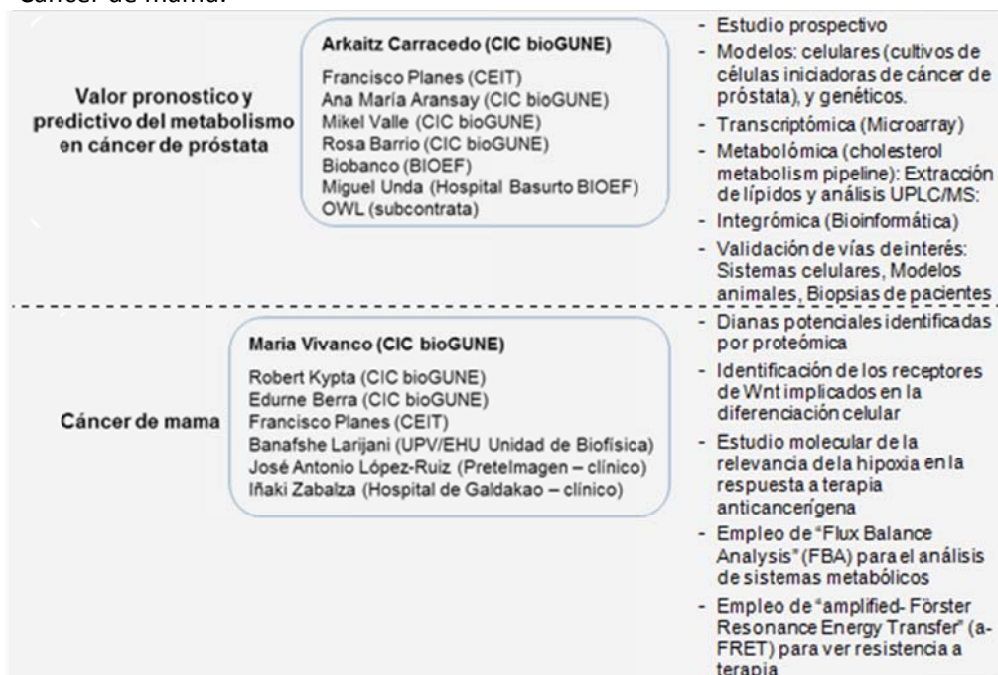 Cáncer de mama.
Valor pronostico y
predictivo del metabolismo
en cáncer de próstata
Arkaitz Carracedo (CIC bioGUNE)
Francisco Planes (CEIT)
Ana María Aransay (CIC bioGUNE)
Mikel Valle (CIC bioGUNE)
Rosa Barrio (CIC bioGUNE)
Biobanco (BIOEF)
Miguel Unda (Hospital Basurto BIOEF)
OWL (subcontrata)
- Estudio prospectivo
- Modelos: celulares (cultivos de
células iniciadoras de cáncer de
próstata), y genéticos.
- Transcriptómica (Microarray)
- Metabolómica (cholesterol
metabolism pipeline): Extracción
de lípidos y análisis UPLC/MS:
- Integrómica (Bioinformática)
- Validación de vías de interés:
Sistemas celulares, Modelos
animales, Biopsias de pacientes
Cáncer de mama
Maria Vivanco (CIC bioGUNE)
Robert Kypta (CIC bioGUNE)
Edurne Berra (CIC bioGUNE)
Francisco Planes (CEIT)
Banafshe Larijani (UPV/EHU Unidad de Biofísica)
José Antonio López-Ruiz (PreteImagen – clínico)
Iñaki Zabalza (Hospital de Galdakao – clínico)
- Dianas potenciales identificadas
por proteómica
- Identificación de los receptores
de Wnt implicados en la
diferenciación celular
- Estudio molecular de la
relevancia de la hipoxia en la
respuesta a terapia
anticancerígena
- Empleo de “Flux Balance
Analysis” (FBA) para el análisis
de sistemas metabólicos
- Empleo de “amplified- Förster
Resonance Energy Transfer” (a-
FRET) para ver resistencia a
terapia